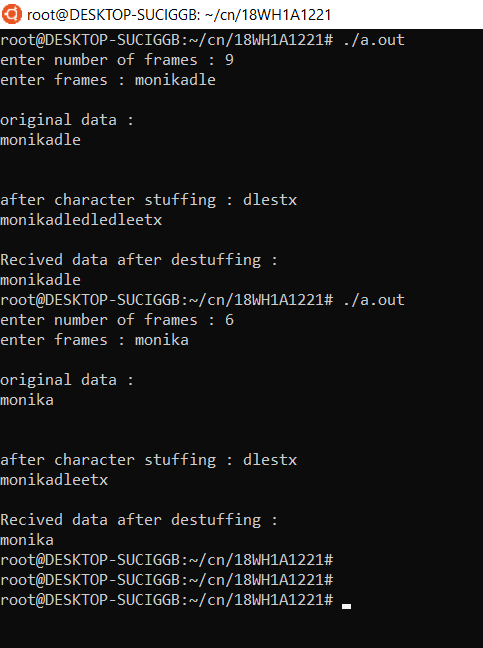 root@DESKTOP-SUCIGGB: ~/cn/18WH1A1221
root@DESKTOP-SUCIGGB:~/cn/18WH1A1221# ./a.out
enter number of frames : 9
enter frames : monikadle
original data :
monikadle
after character stuffing : dlestx
monikadledledleetx
Recived data after destuffing :
monikadle
root@DESKTOP-SUCIGGB:~/cn/18WH1A1221# ./a.out
enter number of frames : 6
enter frames : monika
original data :
monika
after character stuffing : dlestx
monikadleetx
Recived data after destuffing :
monika
root@DESKTOP-SUCIGGB:~/cn/18WH1A1221#
root@DESKTOP-SUCIGGB:~/cn/18WH1A1221#
root@DESKTOP-SUCIGGB:~/cn/18WH1A1221#